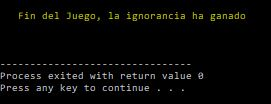 Fin del Juego, la ignorancia ha ganado
--------------------------------
Process exited with return value 0
Press any key to continue . . .